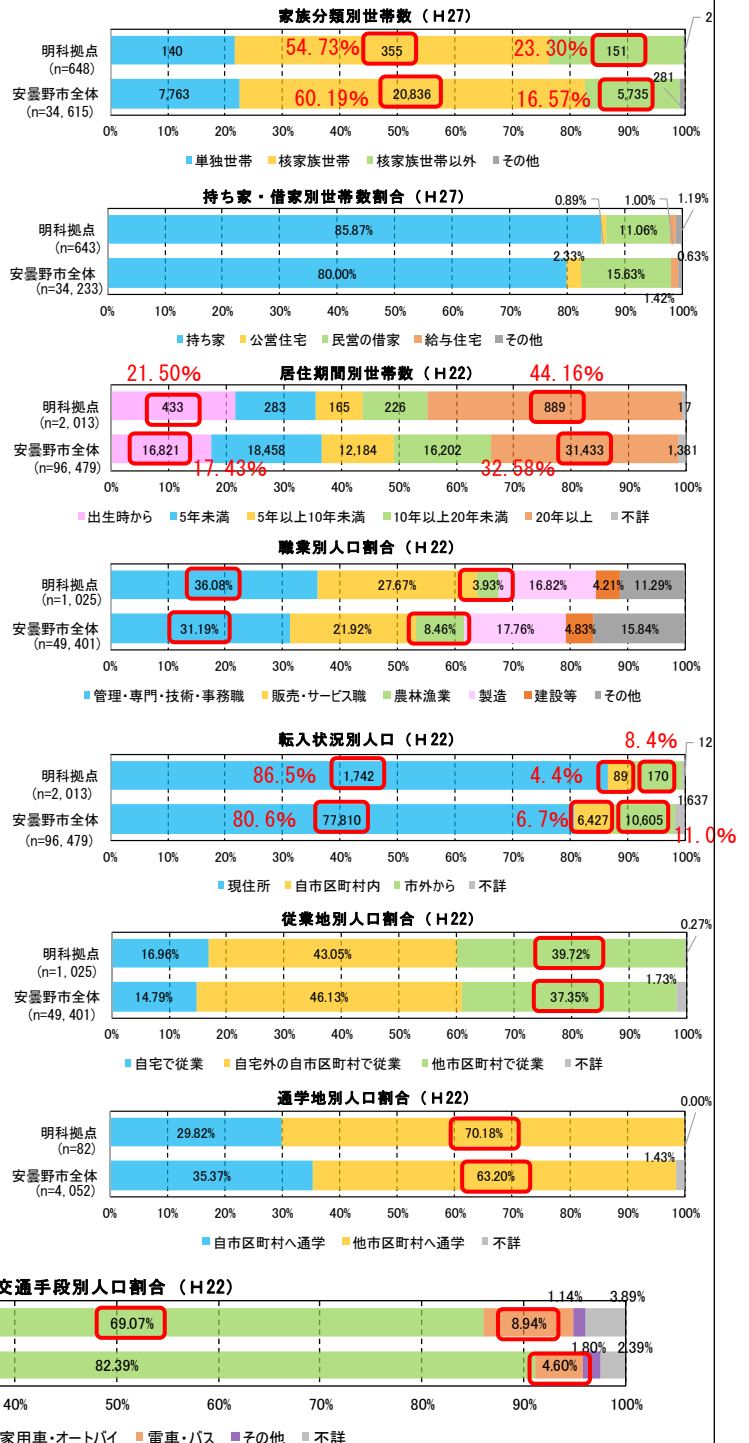 家族分類別世帯数（H27）
2
明科拠点
(n=648)
140
54.73%
355
23.30%
151
安曇野市全体
(n=34,615)
7,763
60.19%
20,836
16.57%
5,735
281
0% 10% 20% 30% 40% 50% 60% 70% 80% 90% 100%
単独世帯 核家族世帯 核家族世帯以外 その他
持ち家・借家別世帯数割合（H27）
0.89% 1.00% 1.19%
明科拠点
(n=643)
85.87%
11.06%
安曇野市全体
(n=34,233)
80.00%
2.33%
15.63%
0.63%
1.42%
0% 10% 20% 30% 40% 50% 60% 70% 80% 90% 100%
持ち家 公営住宅 民営の借家 給与住宅 その他
居住期間別世帯数（H22）
21.50%
44.16%
明科拠点
(n=2,013)
433 283 165 226 889 17
安曇野市全体
(n=96,479)
16,821 18,458 12,184 16,202 31,433 1,381
17.43%
32.58%
0% 10% 20% 30% 40% 50% 60% 70% 80% 90% 100%
出生時から 5年未満 5年以上10年未満 10年以上20年未満 20年以上 不詳
職業別人口割合（H22）
明科拠点
(n=1,025)
36.08% 27.67% 3.93% 16.82% 4.21% 11.29%
安曇野市全体
(n=49,401)
31.19% 21.92% 8.46% 17.76% 4.83% 15.84%
0% 10% 20% 30% 40% 50% 60% 70% 80% 90% 100%
管理・専門・技術・事務職 販売・サービス職 農林漁業 製造 建設等 その他
転入状況別人口（H22）
8.4%
12
明科拠点
(n=2,013)
86.5% 1,742 4.4% 89 170
安曇野市全体
(n=96,479)
80.6% 77,810 6.7% 6,427 10,605 1,637
11.0%
0% 10% 20% 30% 40% 50% 60% 70% 80% 90% 100%
現住所 自市区町村内 市外から 不詳
従業地別人口割合（H22）
0.27%
明科拠点
(n=1,025)
16.96% 43.05% 39.72%
安曇野市全体
(n=49,401)
14.79% 46.13% 37.35% 1.73%
0% 10% 20% 30% 40% 50% 60% 70% 80% 90% 100%
自宅で従業 自宅外の自市区町村で従業 他市区町村で従業 不詳
通学地別人口割合（H22）
0.00%
明科拠点
(n=82)
29.82% 70.18%
安曇野市全体
(n=4,052)
35.37% 63.20% 1.43%
0% 10% 20% 30% 40% 50% 60% 70% 80% 90% 100%
自市区町村へ通学 他市区町村へ通学 不詳
交通手段別人口割合（H22）
1.14% 3.89%
69.07% 8.94%
82.39% 4.60% 1.80% 2.39%
40% 50% 60% 70% 80% 90% 100%
家用車・オートバイ 電車・バス その他 不詳